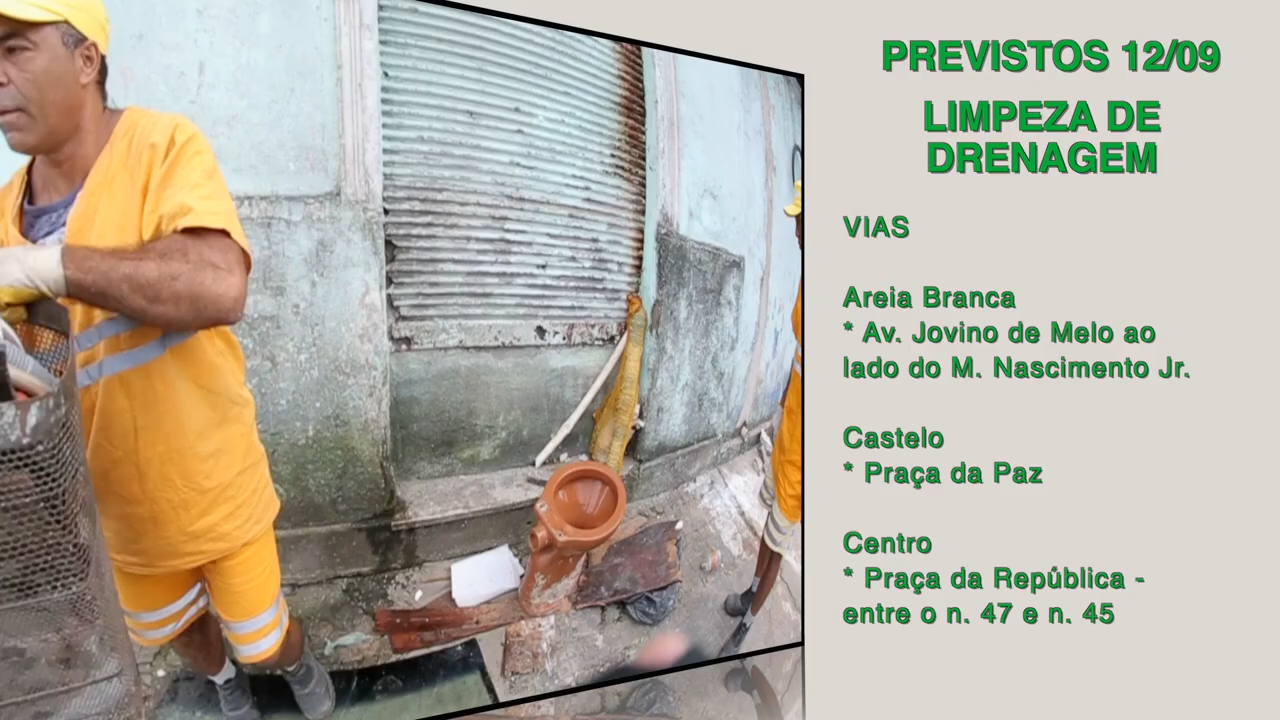 PREVISTOS 12/09
LIMPEZA DE
DRENAGEM
VIAS
Areia Branca
* Av. Jovino de Melo ao
lado do M. Nascimento Jr.
Castelo
* Praça da Paz
Centro
* Praça da República -
entre o n. 47 e n. 45